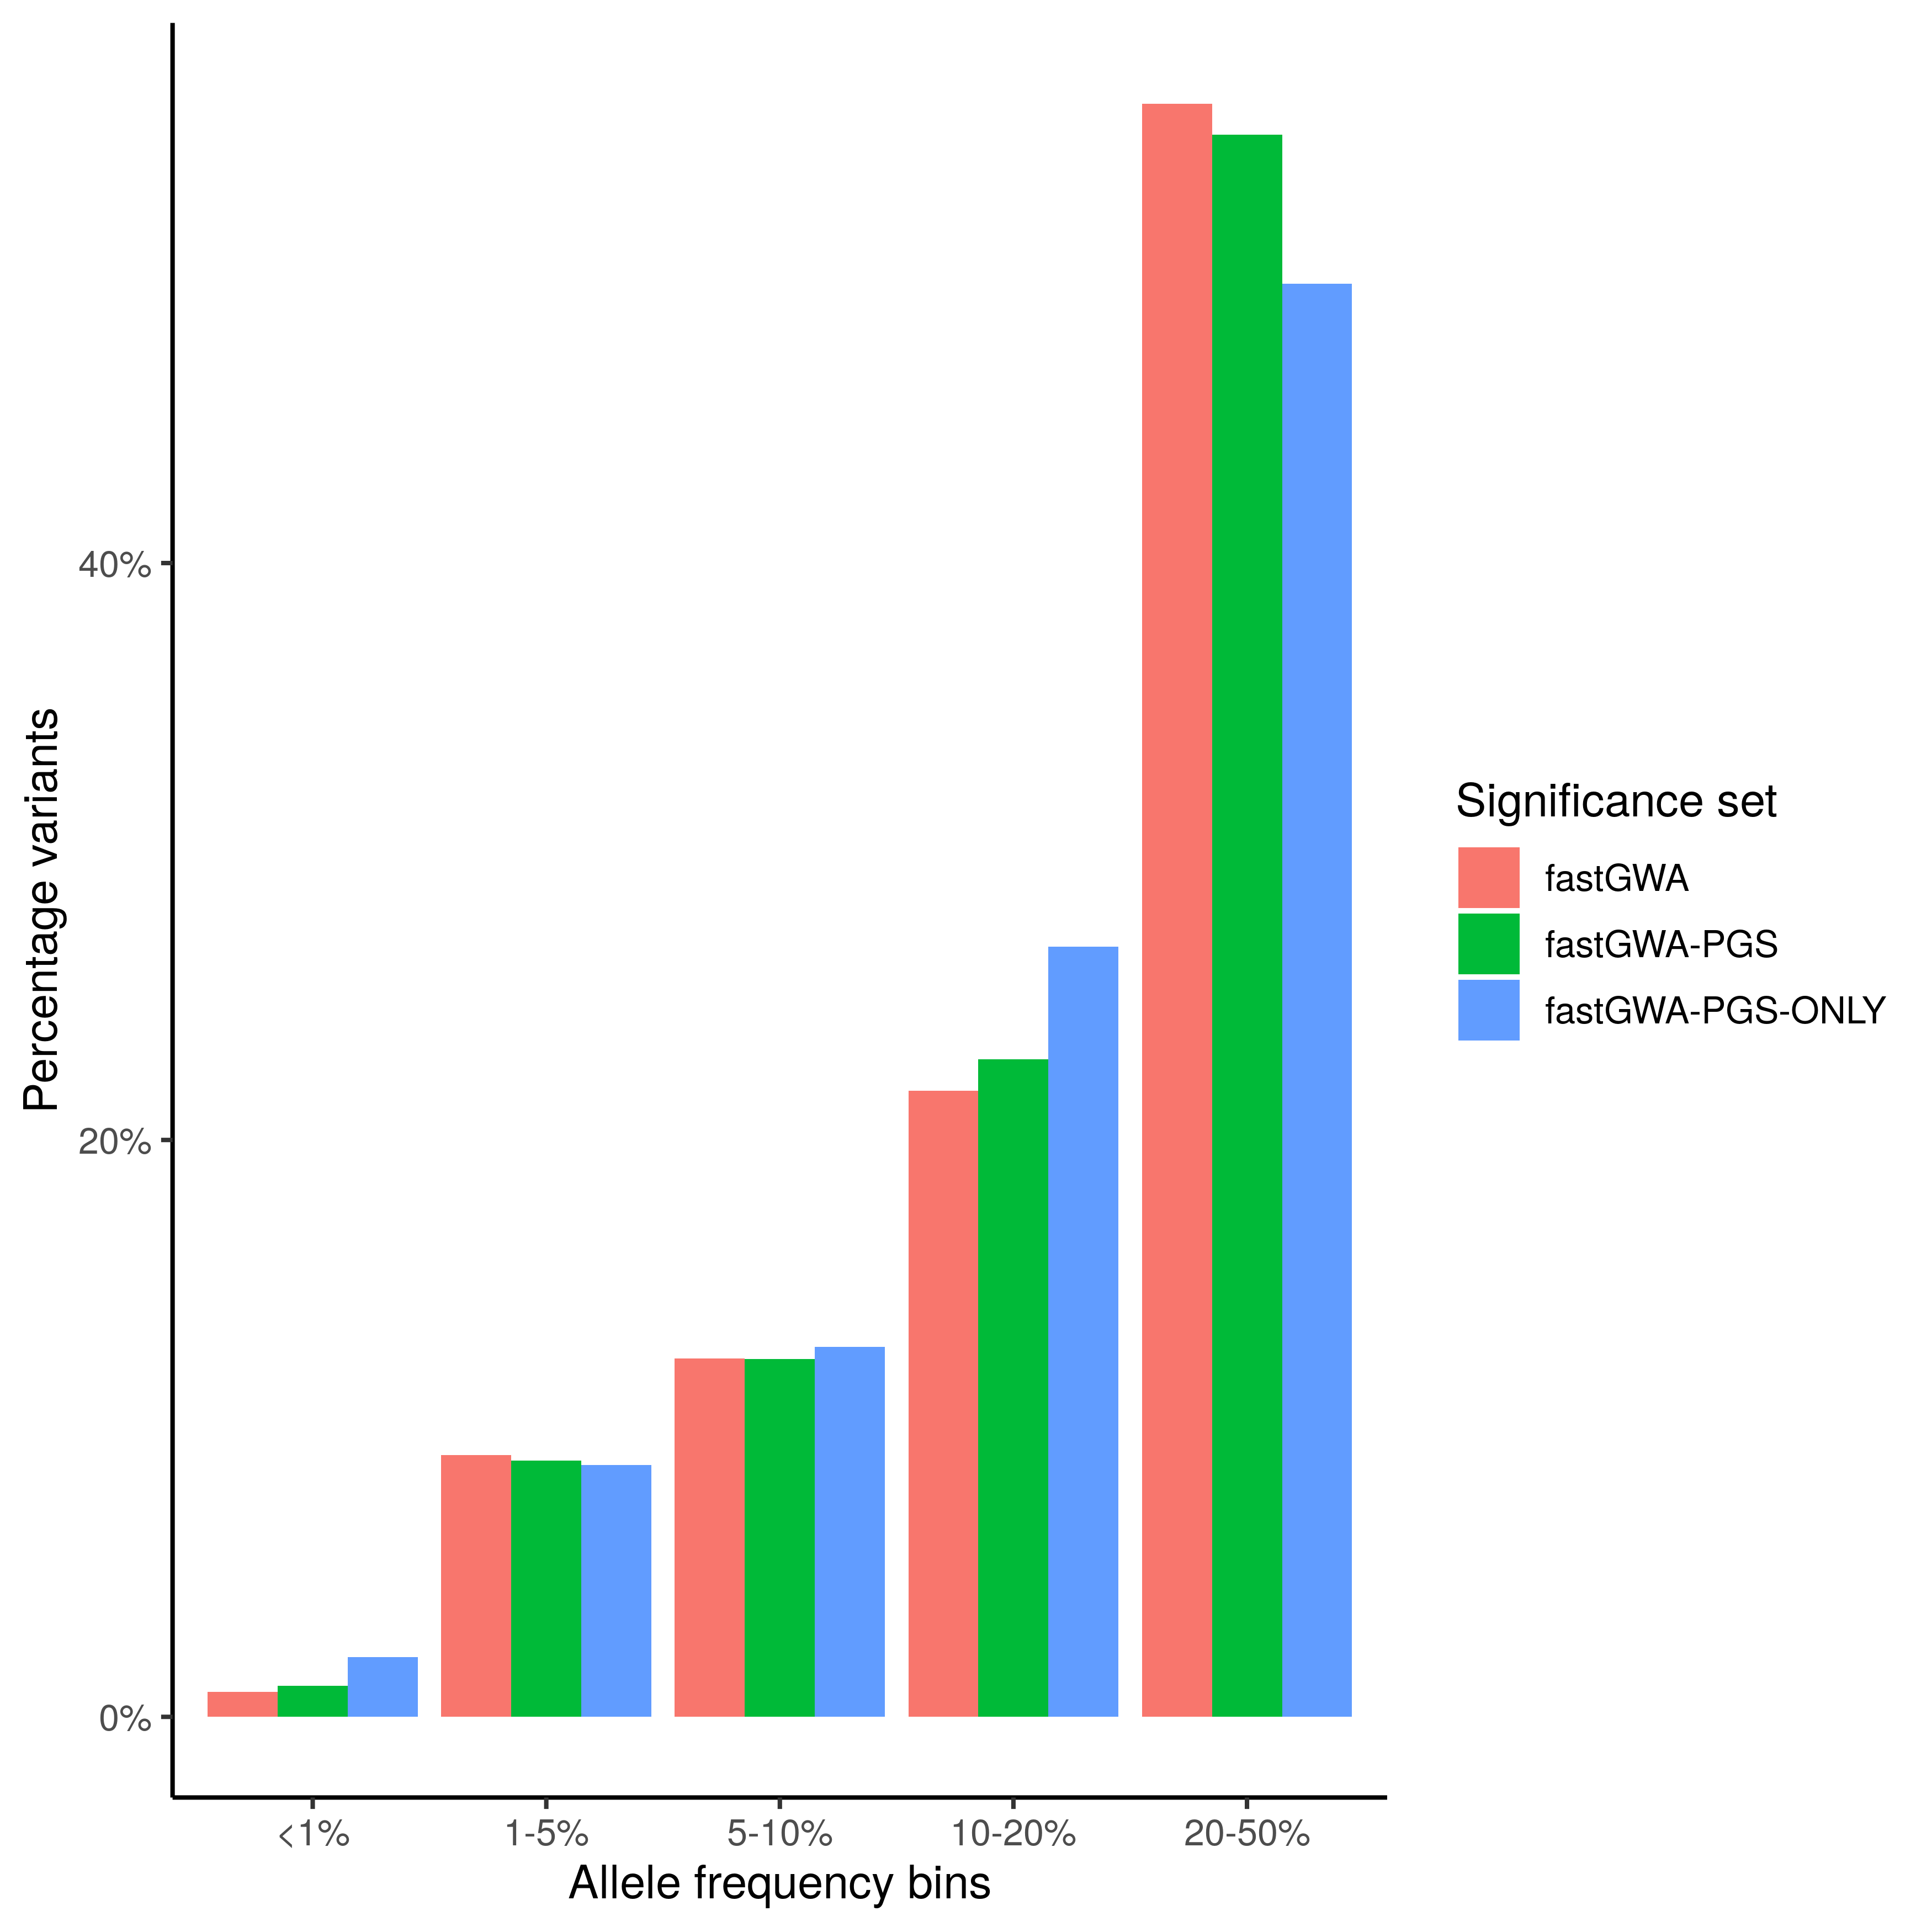 Percentage variants
40%
20%
0%
<1%
1-5%
5-10%
10-20%
20-50%
Allele frequency bins
Significance set
fastGWA
fastGWA-PGS
fastGWA-PGS-ONLY